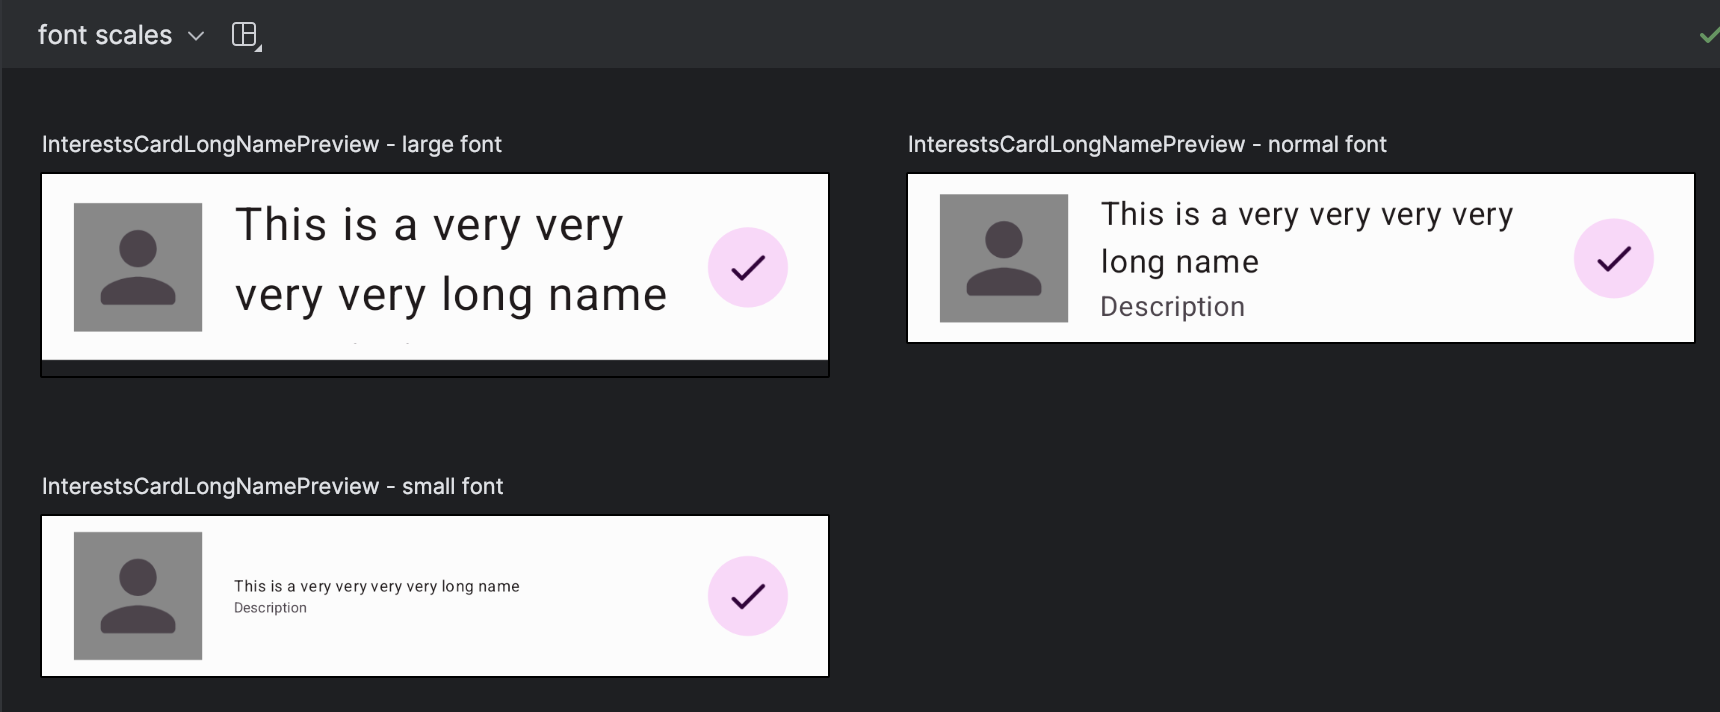 font scales
InterestsCardLongNamePreview - large font
This is a very very
very very long name
InterestsCardLongNamePreview - normal font
This is a very very very very
long name
Description
InterestsCardLongNamePreview - small font
This is a very very very very long name
Description